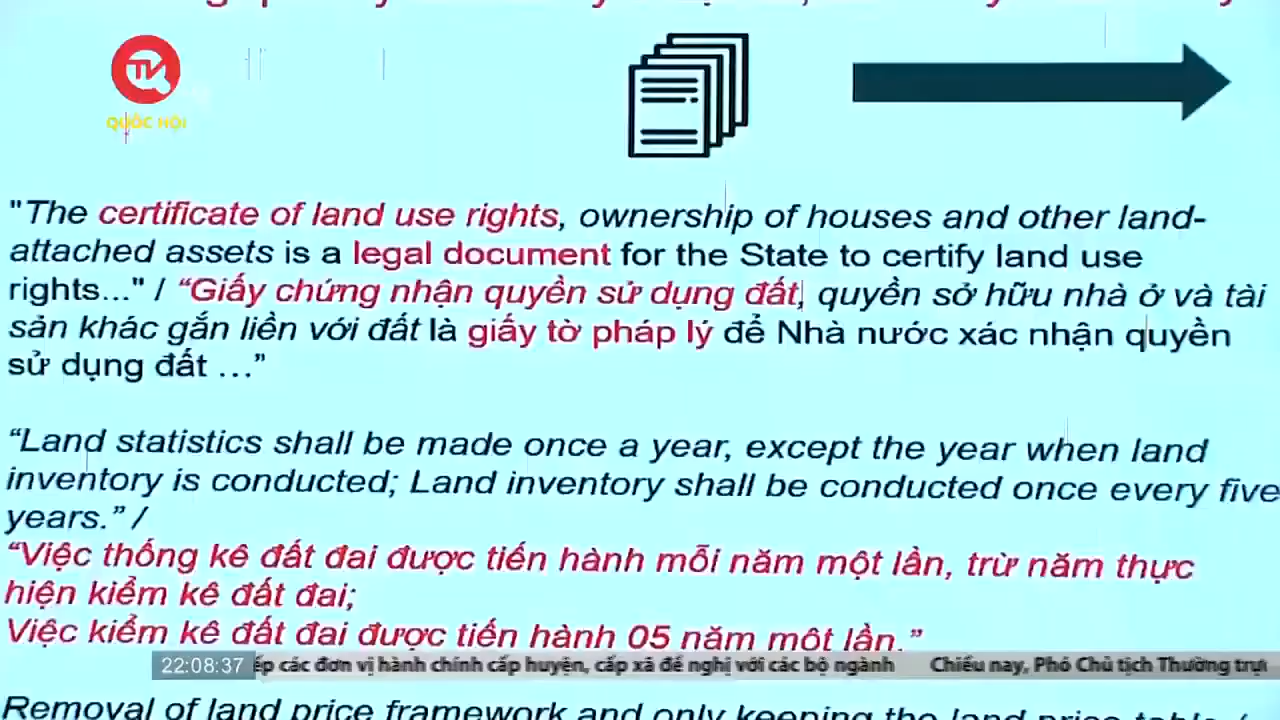 TV
QUỐC HỘI
"The certificate of land use rights, ownership of houses and other land-
attached assets is a legal document for the State to certify land use
rights..." / “Giấy chứng nhận quyền sử dụng đất, quyền sở hữu nhà ở và tài
sản khác gắn liền với đất là giấy tờ pháp lý để Nhà nước xác nhận quyền
sử dụng đất …”
“Land statistics shall be made once a year, except the year when land
inventory is conducted; Land inventory shall be conducted once every five
years.” /
“Việc thống kê đất đai được tiến hành mỗi năm một lần, trừ năm thực
hiện kiểm kê đất đai;
Việc kiểm kê đất đai được tiến hành 05 năm một lần.”
22:08:37 ếp các đơn vị hành chính cấp huyện, cấp xã đề nghị với các bộ ngành Chiều nay, Phó Chủ tịch Thường trực
Removal of land price framework and only keeping the land price table /